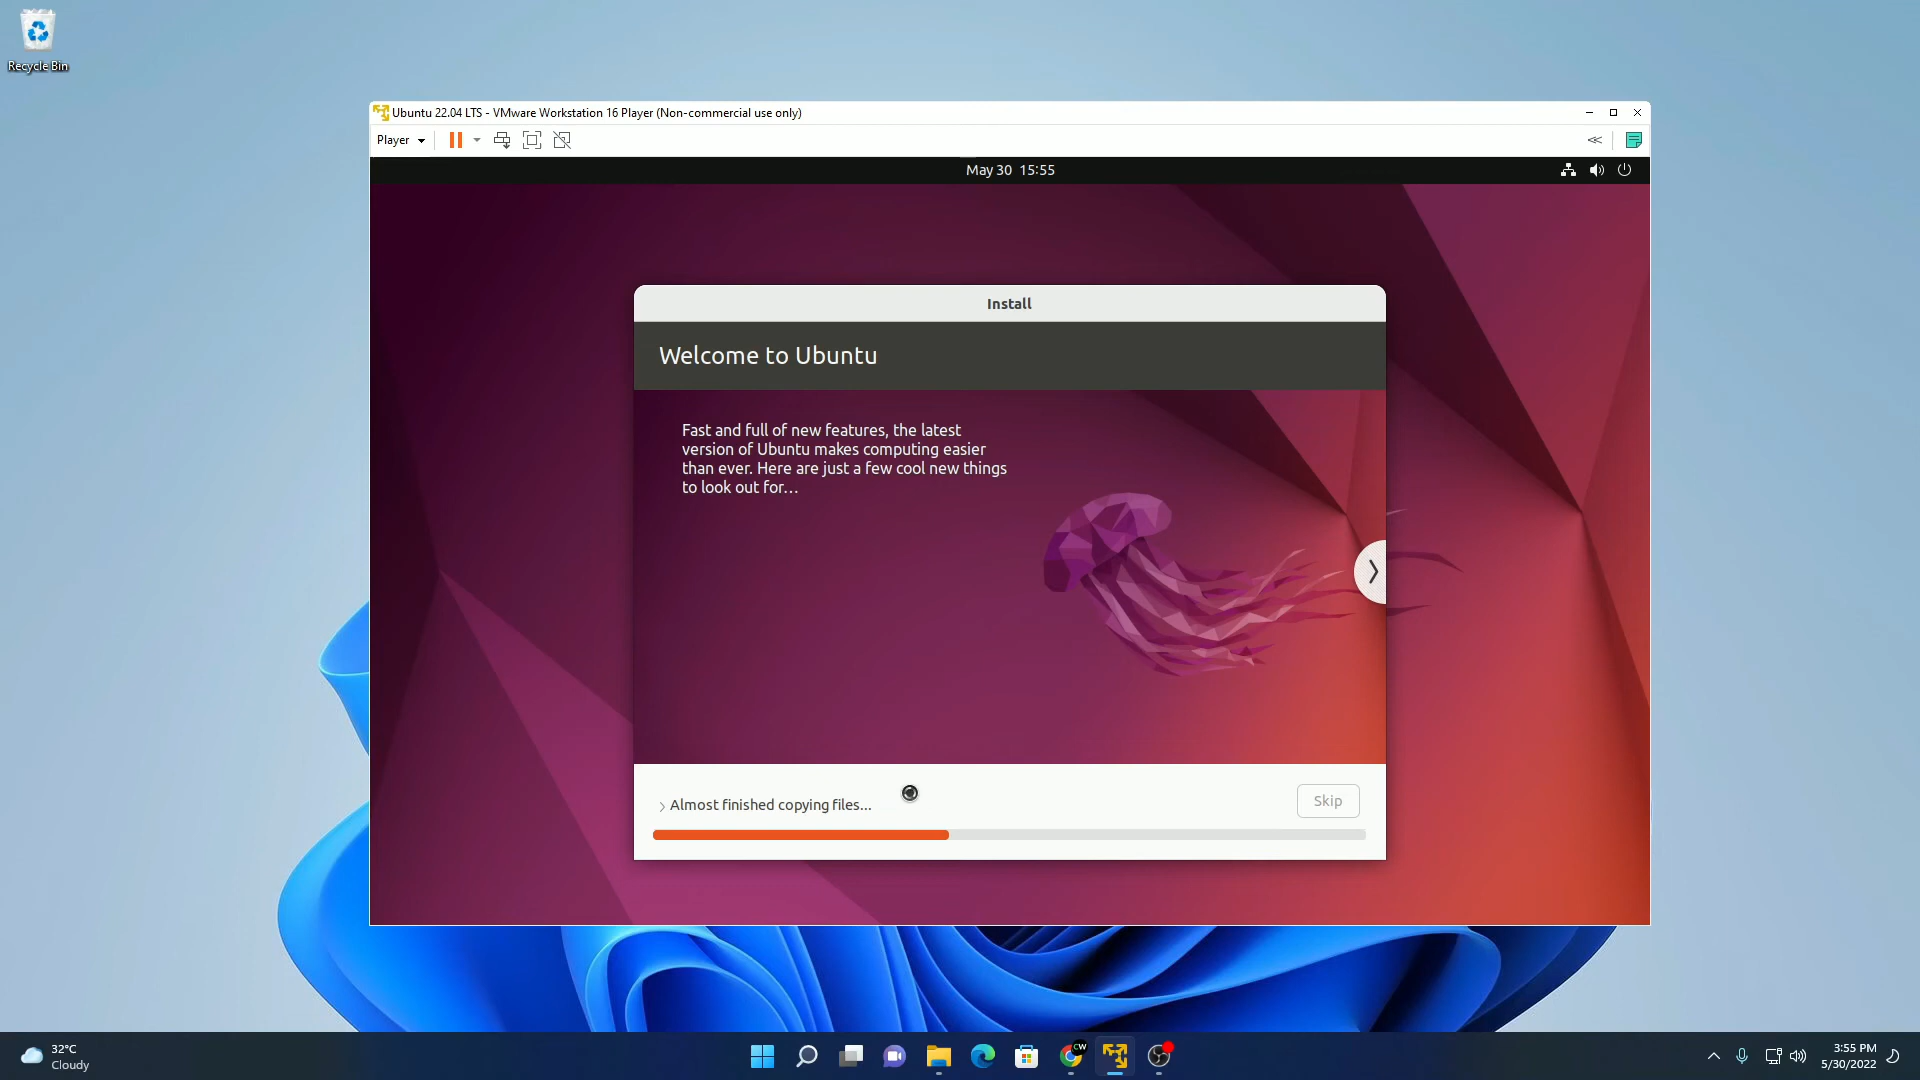 Recycle Bin
Ubuntu 22.04 LTS - VMware Workstation 16 Player (Non-commercial use only)
Player
May 30 15:55
Install
Welcome to Ubuntu
Fast and full of new features, the latest
version of Ubuntu makes computing easier
than ever. Here are just a few cool new things
to look out for...
Almost finished copying files...
Skip
32°C
Cloudy
CW
3:55 PM
5/30/2022